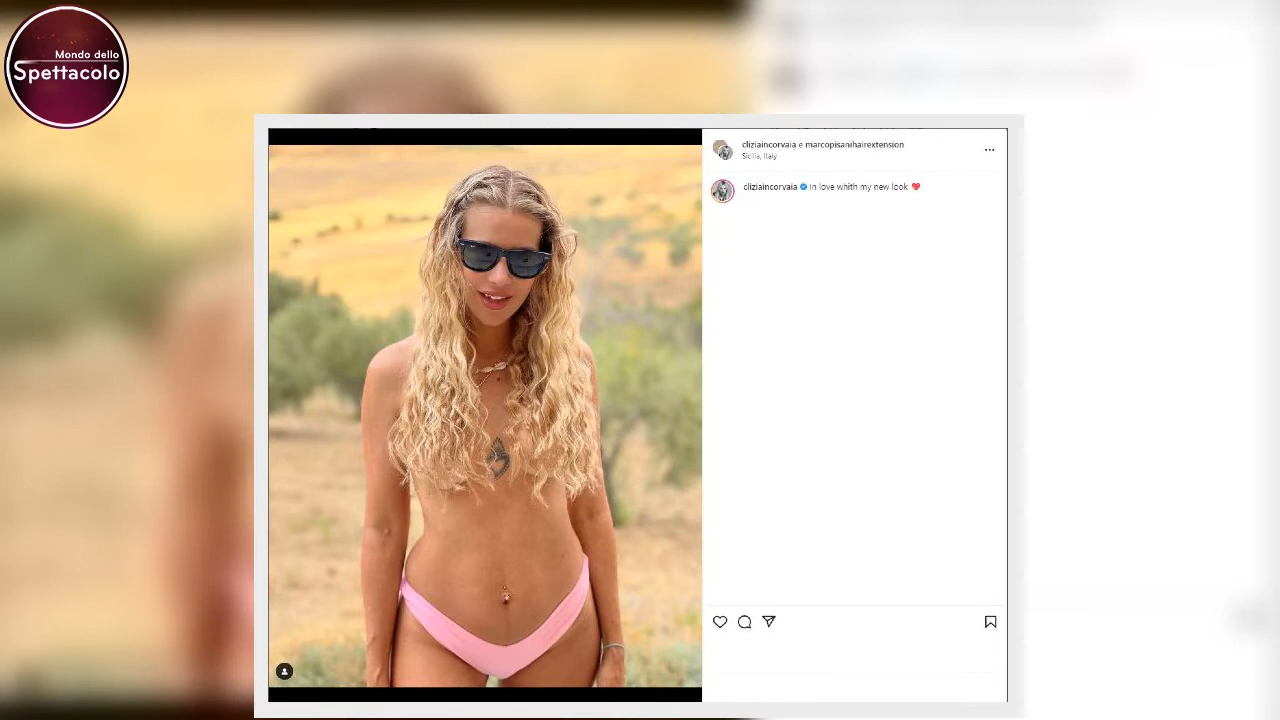 Mondo dello
Spettacolo
cliziaincorvaia e marcopisanihairextension
Sicilia, Italy
cliziaincorvaia In love whith my new look